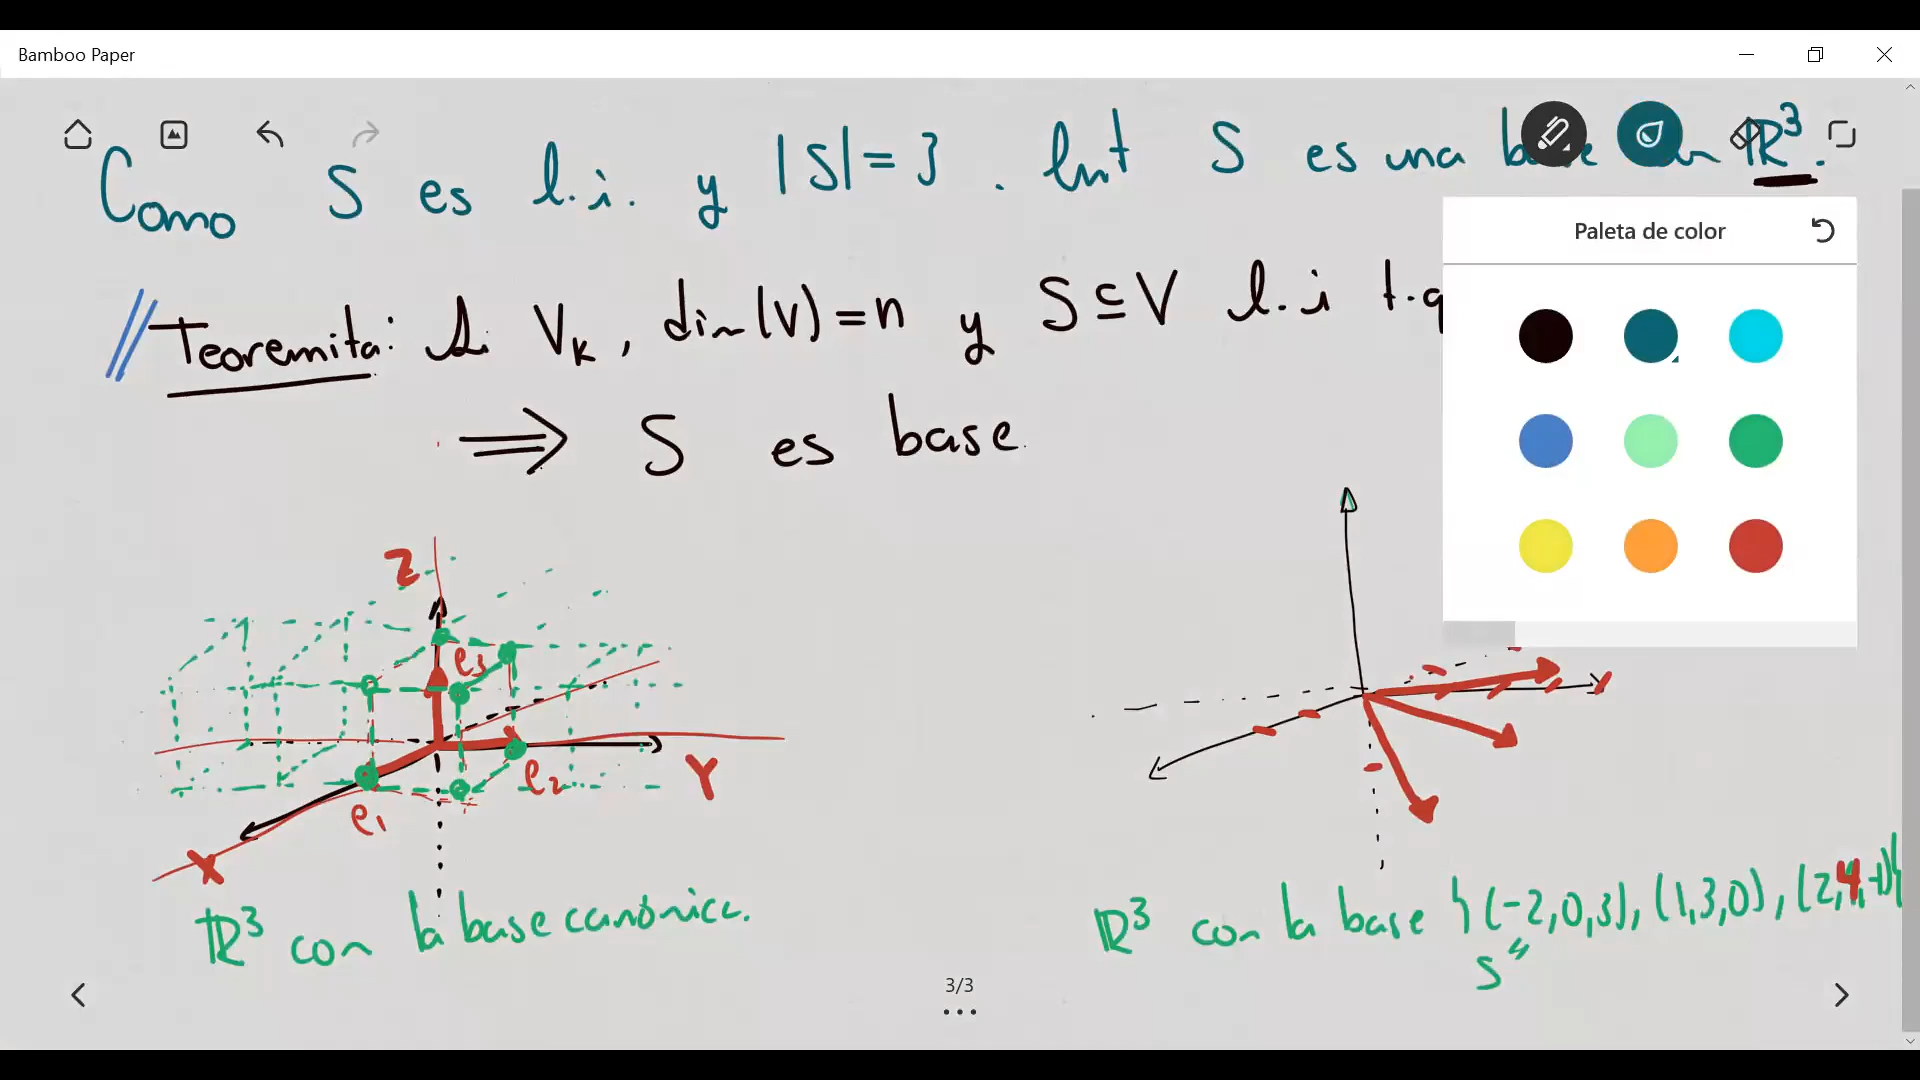 Bamboo Paper
Como S es l.i. y |S|=3. Ent S es una base en ℝ³.
Paleta de color
Teoremita: Si V_K, dim(V)=n y S⊆V l.i t.q
⟹ S es base.
Z
e₃
Y
e₂
e₁
X
ℝ³ con la base canónica.
ℝ³ con la base {(-2,0,3), (1,3,0), (2,4,-1)}
S"
3/3